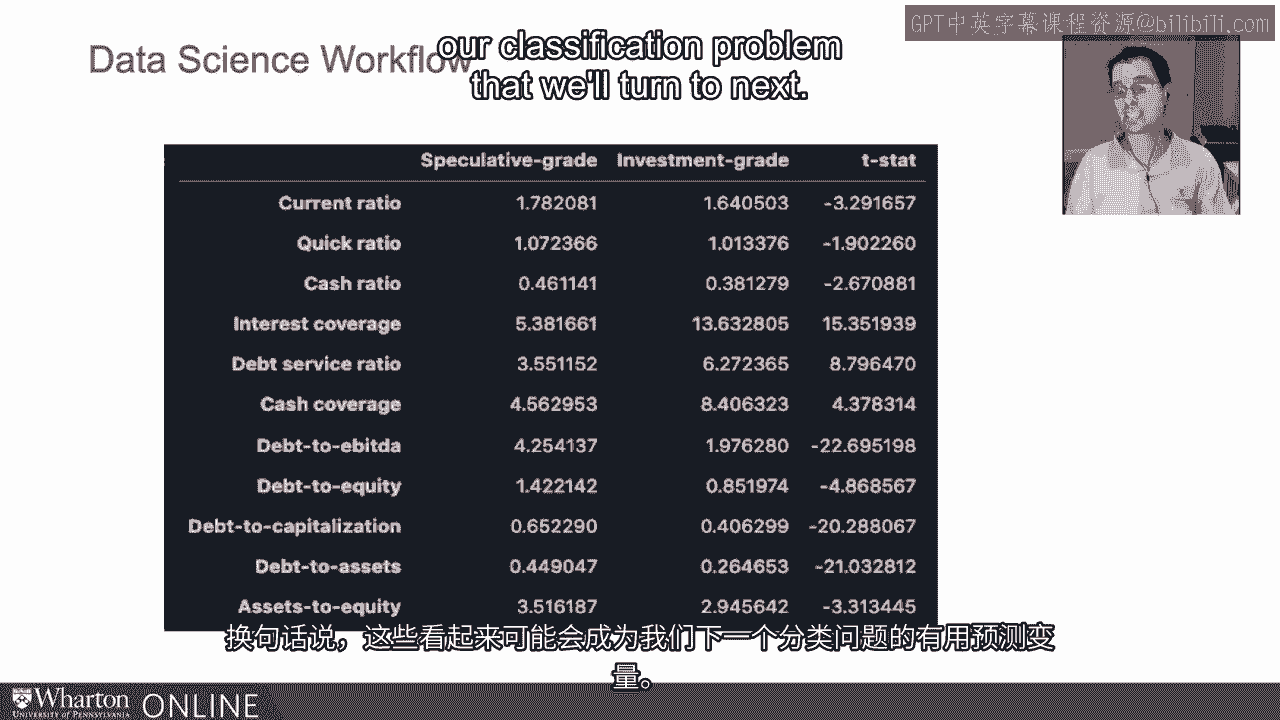 GPT中英字幕课程资源@bilibili.com
Data Science Workflow
our classification problem
that we'll turn to next.
Speculative-grade Investment-grade t-stat
Current ratio 1.782081 1.640503 -3.291657
Quick ratio 1.072366 1.013376 -1.902260
Cash ratio 0.461141 0.381279 -2.670881
Interest coverage 5.381661 13.632805 15.351939
Debt service ratio 3.551152 6.272365 8.796470
Cash coverage 4.562953 8.406323 4.378314
Debt-to-ebitda 4.254137 1.976280 -22.695198
Debt-to-equity 1.422142 0.851974 -4.868567
Debt-to-capitalization 0.652290 0.406299 -20.288067
Debt-to-assets 0.449047 0.264653 -21.032812
Assets-to-equity 3.516187 2.945642 -3.313445
换句话说，这些看起来可能会成为我们下一个分类问题的有用预测变
量。
Wharton ONLINE
UNIVERSITY of PENNSYLVANIA